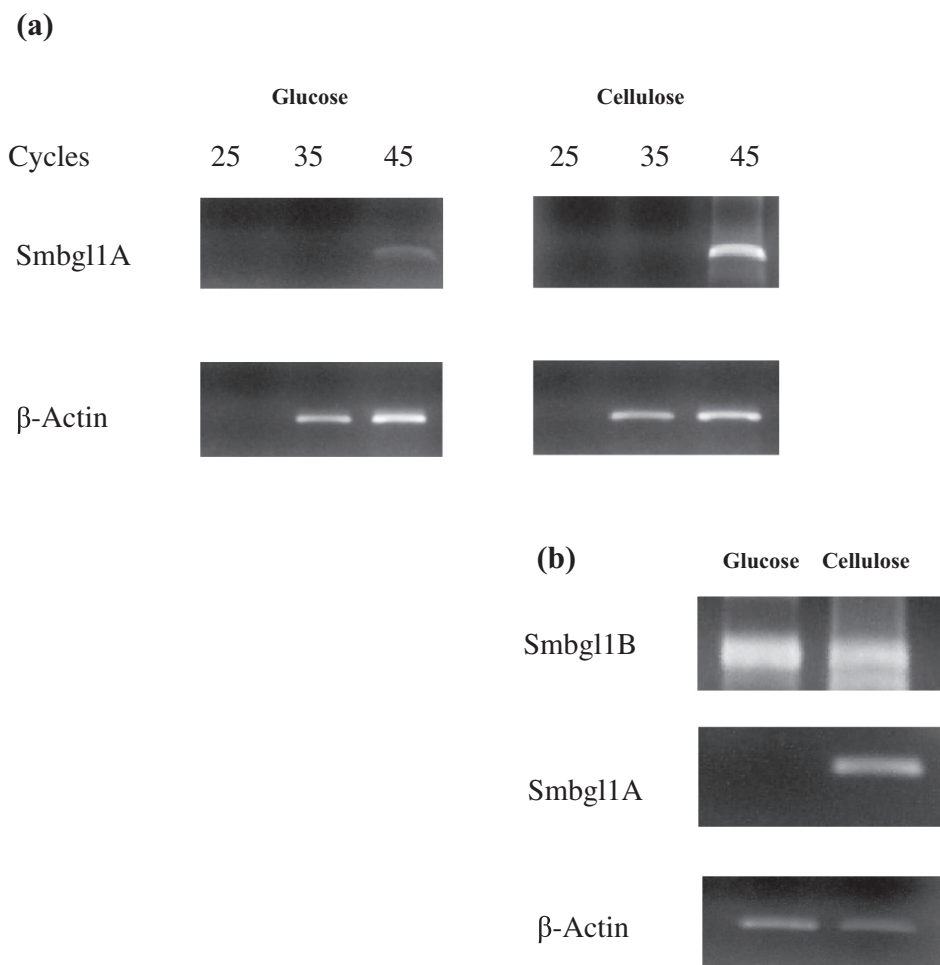 (a)
Glucose Cellulose
Cycles 25 35 45 25 35 45
Smbgl1A
β-Actin
(b) Glucose Cellulose
Smbgl1B
Smbgl1A
β-Actin